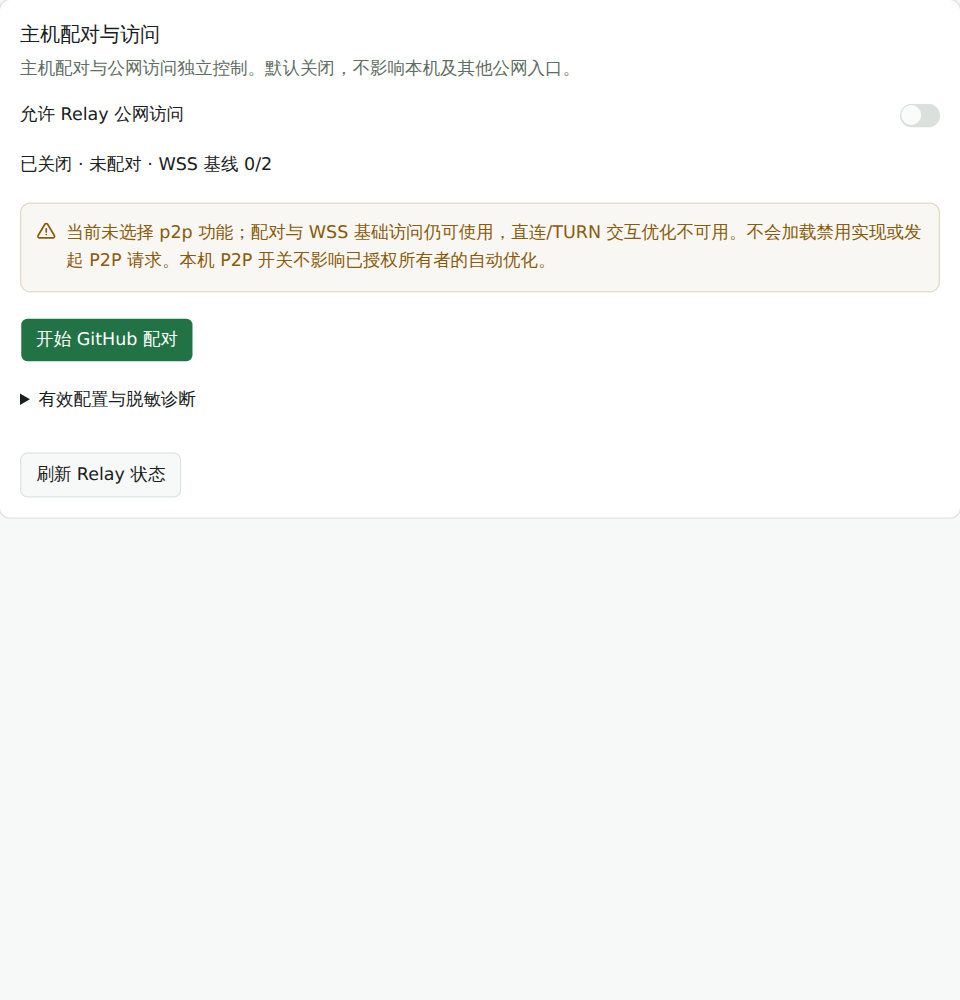 主机配对与访问
主机配对与公网访问独立控制。默认关闭，不影响本机及其他公网入口。
允许 Relay 公网访问
已关闭 · 未配对 · WSS 基线 0/2
当前未选择 p2p 功能；配对与 WSS 基础访问仍可使用，直连/TURN 交互优化不可用。不会加载禁用实现或发
起 P2P 请求。本机 P2P 开关不影响已授权所有者的自动优化。
开始 GitHub 配对
有效配置与脱敏诊断
刷新 Relay 状态